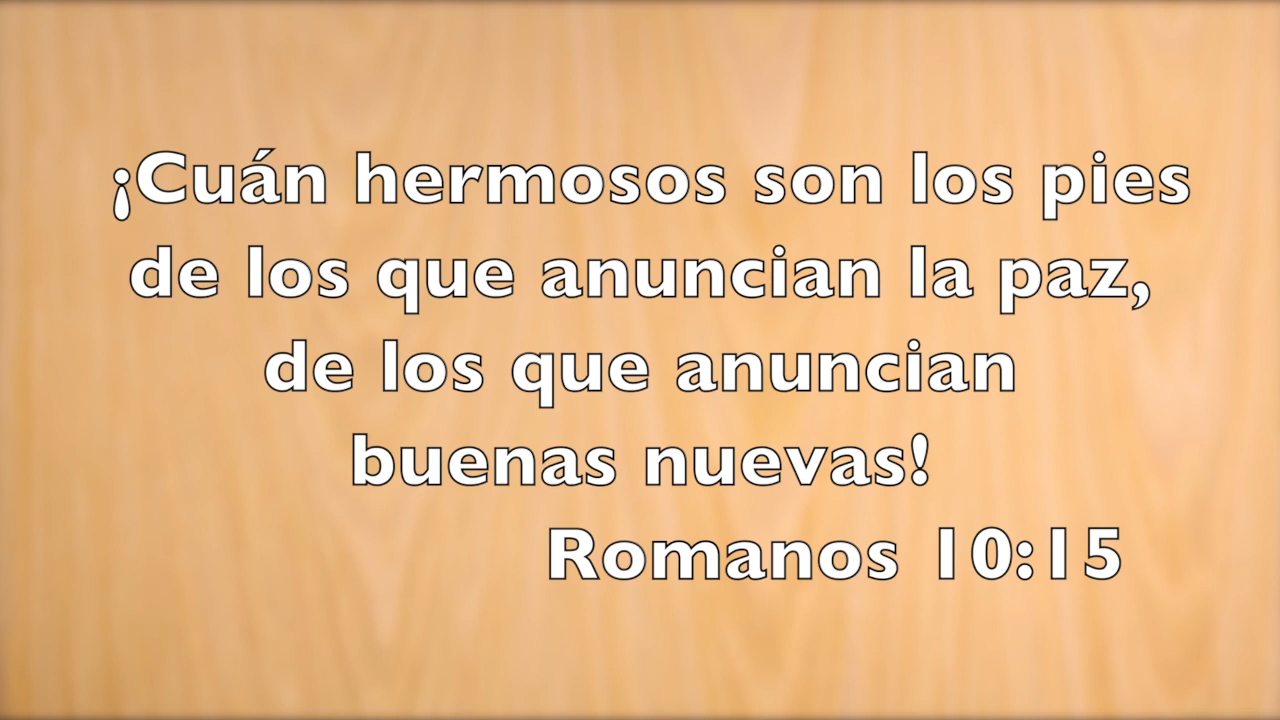 ¡Cuán hermosos son los pies
de los que anuncian la paz,
de los que anuncian
buenas nuevas!
Romanos 10:15